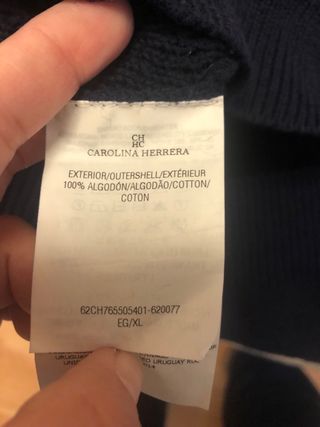 CH
HC
CAROLINA HERRERA
EXTERIOR/OUTERSHELL/EXTÉRIEUR
100% ALGODÓN/ALGODÃO/COTTON/
COTON
62CH765505401-620077
EG/XL